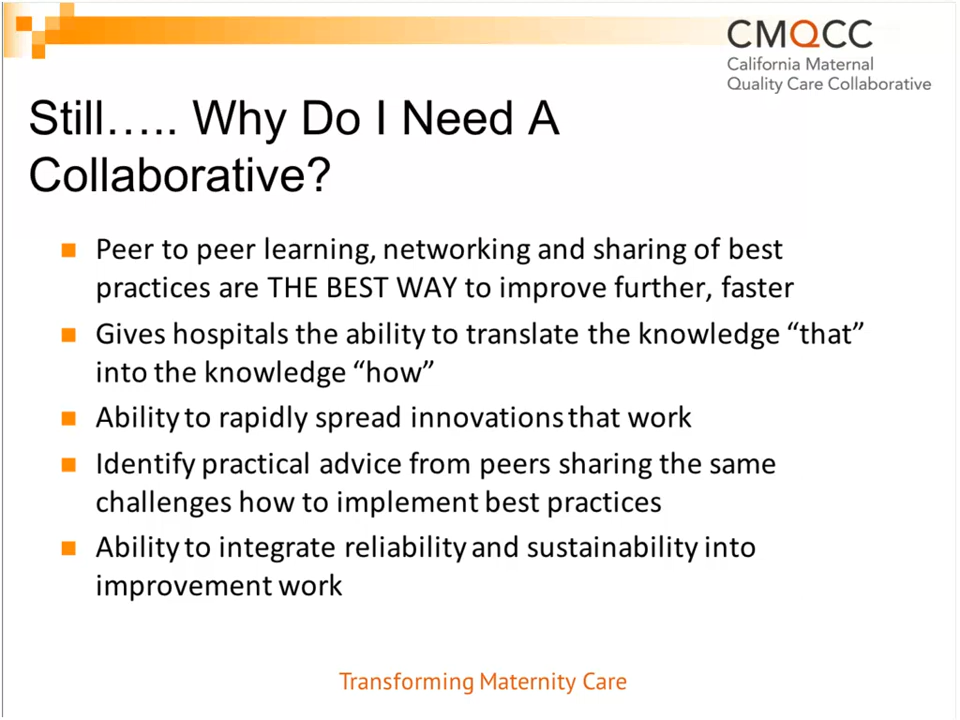 CMQCC
California Maternal
Quality Care Collaborative
Still….. Why Do I Need A
Collaborative?
Peer to peer learning, networking and sharing of best
practices are THE BEST WAY to improve further, faster
Gives hospitals the ability to translate the knowledge “that”
into the knowledge “how”
Ability to rapidly spread innovations that work
Identify practical advice from peers sharing the same
challenges how to implement best practices
Ability to integrate reliability and sustainability into
improvement work
Transforming Maternity Care